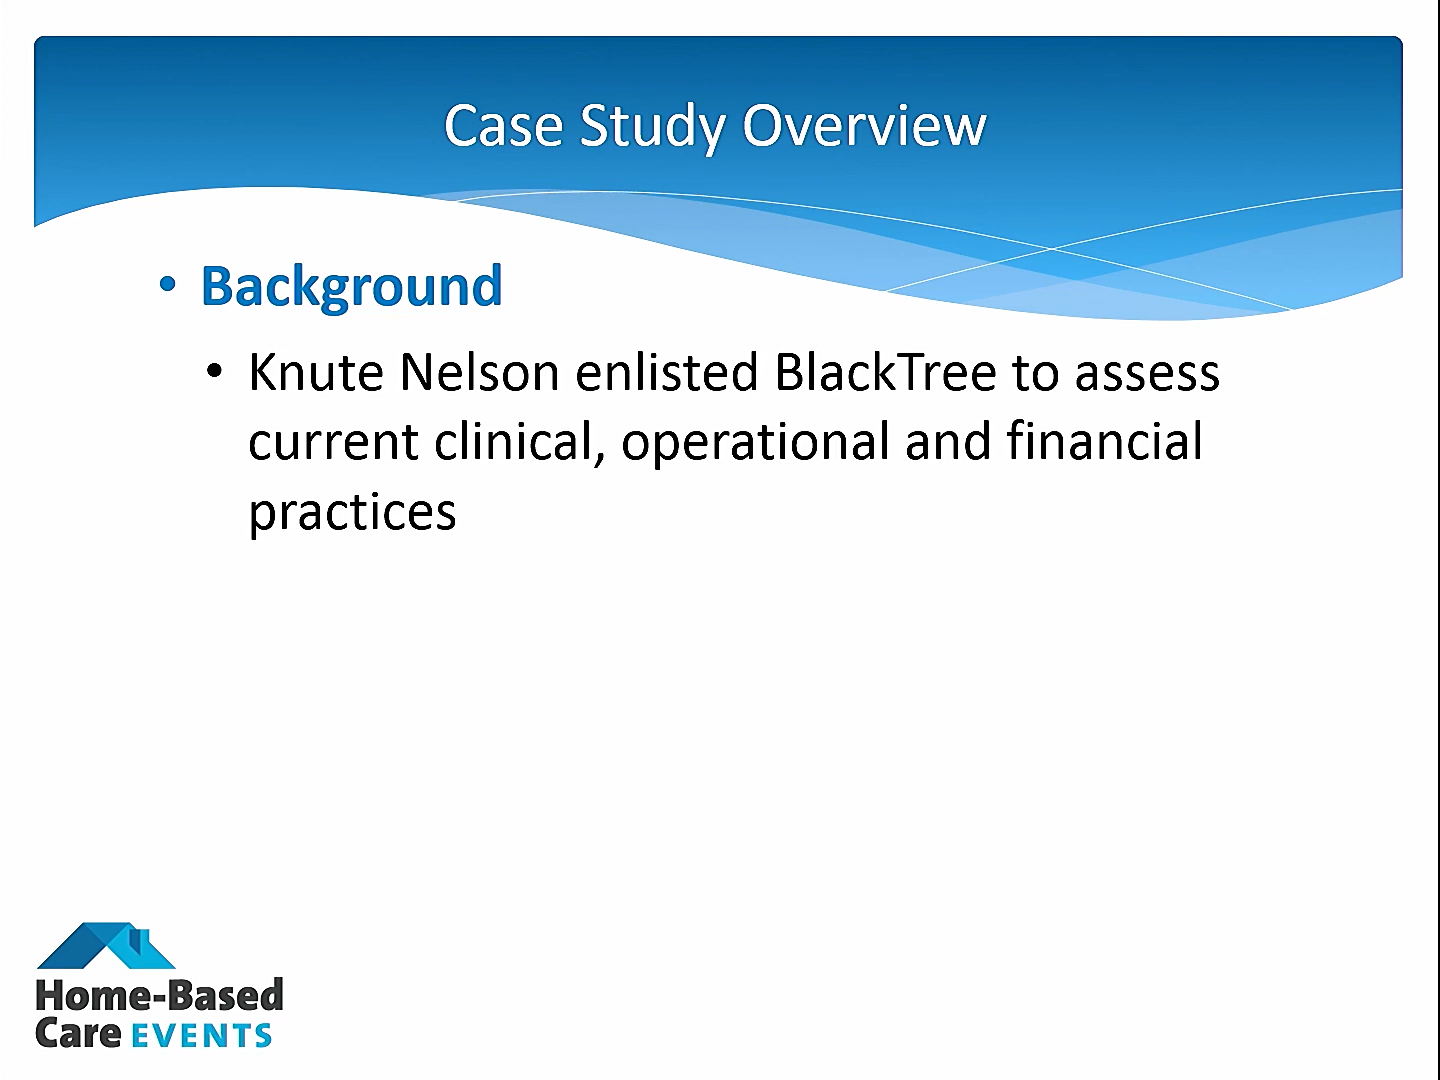 Case Study Overview
• Background
• Knute Nelson enlisted BlackTree to assess
current clinical, operational and financial
practices
Home-Based
Care EVENTS